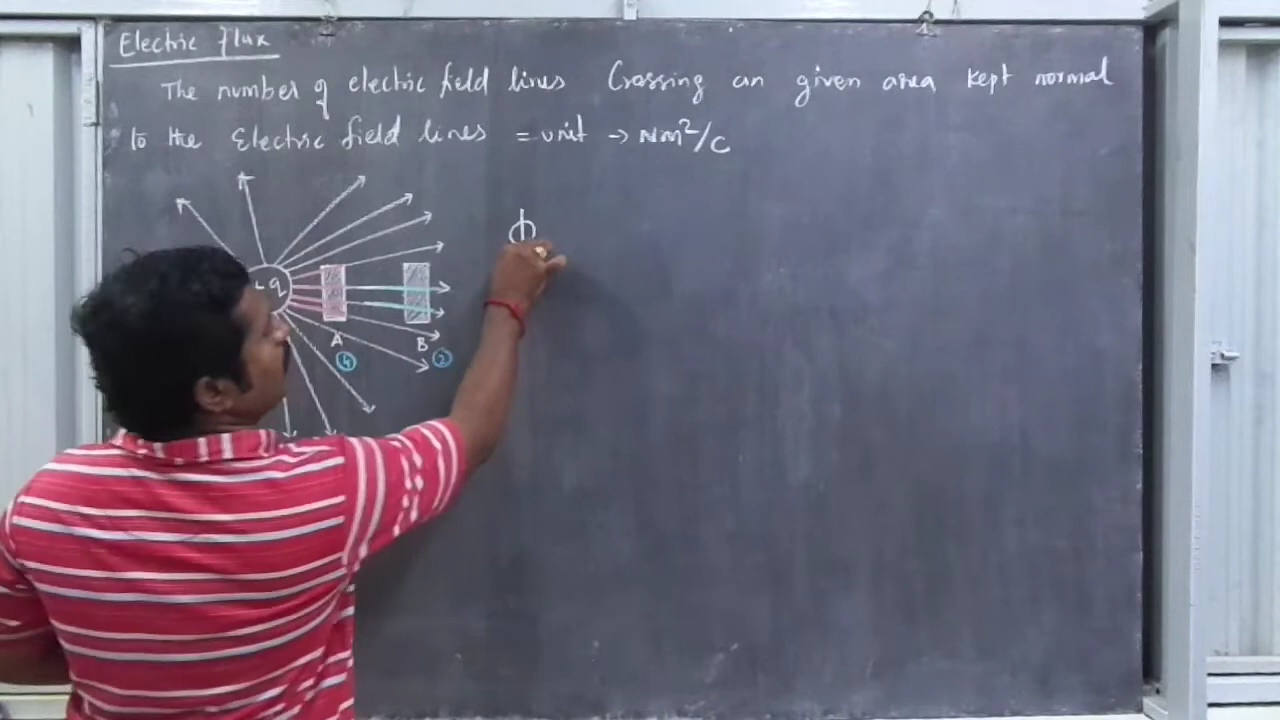 Electric flux
The number of electric field lines Crossing an given area kept normal
to the Electric field lines = unit → Nm²/C
ϕ
+q
A
B
4
2